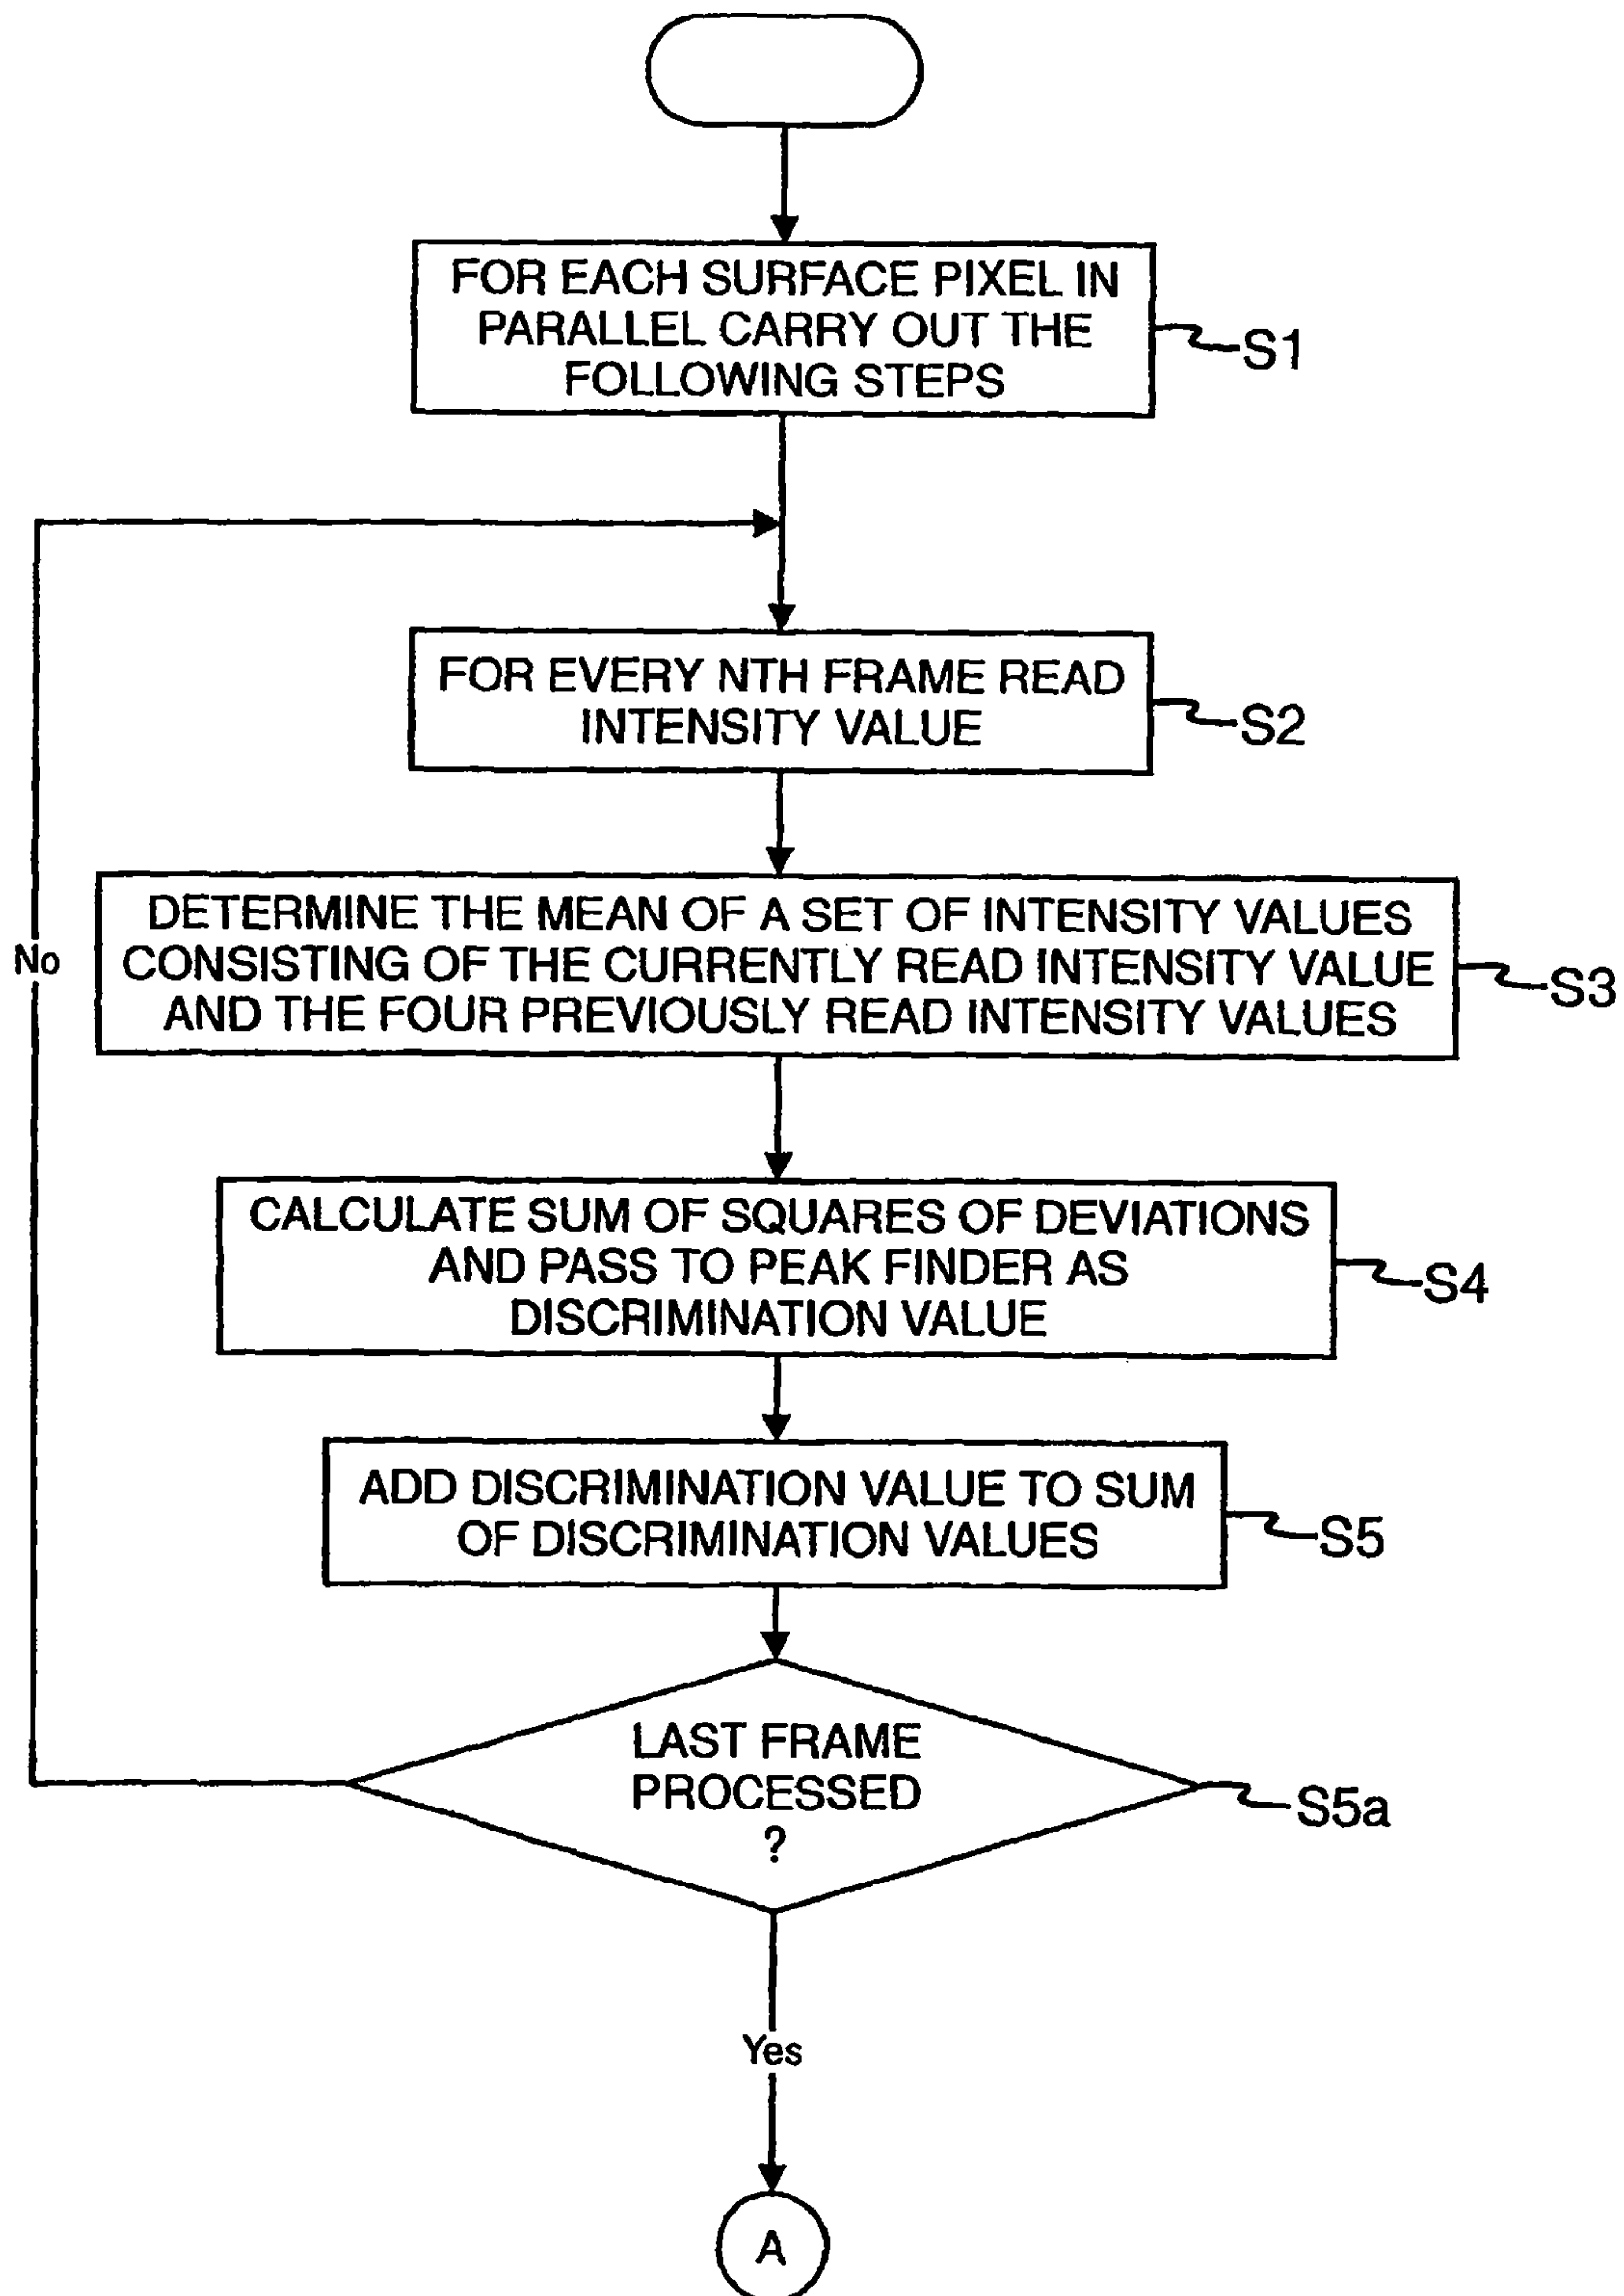 FOR EACH SURFACE PIXEL IN
PARALLEL CARRY OUT THE
FOLLOWING STEPS
S1
FOR EVERY NTH FRAME READ
INTENSITY VALUE
S2
DETERMINE THE MEAN OF A SET OF INTENSITY VALUES
CONSISTING OF THE CURRENTLY READ INTENSITY VALUE
AND THE FOUR PREVIOUSLY READ INTENSITY VALUES
S3
No
CALCULATE SUM OF SQUARES OF DEVIATIONS
AND PASS TO PEAK FINDER AS
DISCRIMINATION VALUE
S4
ADD DISCRIMINATION VALUE TO SUM
OF DISCRIMINATION VALUES
S5
LAST FRAME
PROCESSED
?
S5a
Yes
A